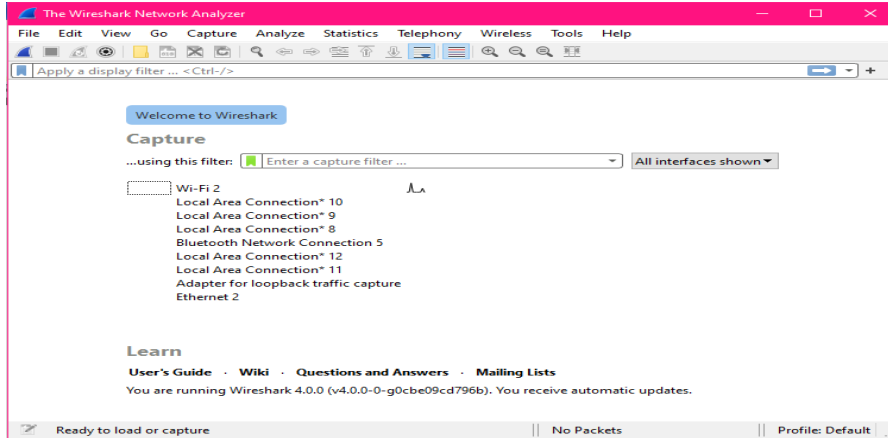 The Wireshark Network Analyzer
File Edit View Go Capture Analyze Statistics Telephony Wireless Tools Help
Apply a display filter ... <Ctrl-/>
Welcome to Wireshark
Capture
...using this filter: Enter a capture filter ... All interfaces shown
Wi-Fi 2
Local Area Connection* 10
Local Area Connection* 9
Local Area Connection* 8
Bluetooth Network Connection 5
Local Area Connection* 12
Local Area Connection* 11
Adapter for loopback traffic capture
Ethernet 2
Learn
User's Guide · Wiki · Questions and Answers · Mailing Lists
You are running Wireshark 4.0.0 (v4.0.0-0-g0cbe09cd796b). You receive automatic updates.
Ready to load or capture No Packets Profile: Default